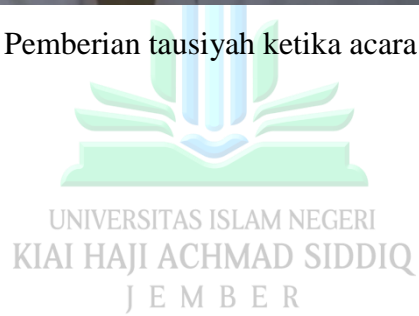 Pemberian tausiyah ketika acara
UNIVERSITAS ISLAM NEGERI
KIAI HAJI ACHMAD SIDDIQ
JEMBER